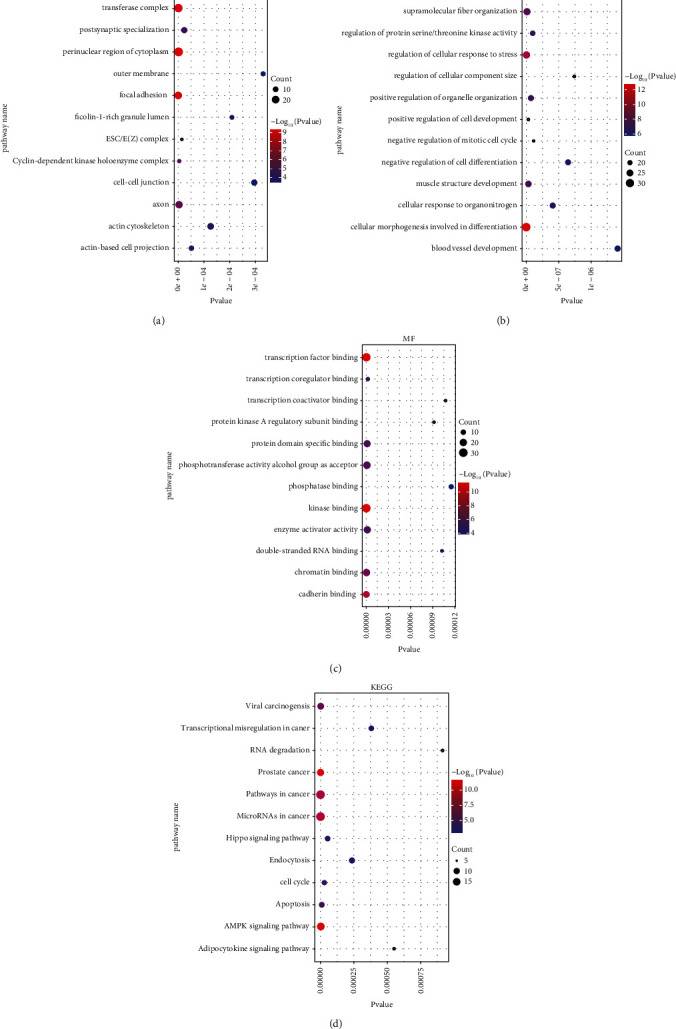 transferase complex
postsynaptic specialization
perinuclear region of cytoplasm
outer membrane
focal adhesion
ficolin-1-rich granule lumen
ESC/E(Z) complex
Cyclin-dependent kinase holoenzyme complex
cell-cell junction
axon
actin cytoskeleton
actin-based cell projection
pathway name
0e + 00
1e − 04
2e − 04
3e − 04
Pvalue
Count
10
20
−Log10 (Pvalue)
9
8
7
6
5
4
(a)
supramolecular fiber organization
regulation of protein serine/threonine kinase activity
regulation of cellular response to stress
regulation of cellular component size
positive regulation of organelle organization
positive regulation of cell development
negative regulation of mitotic cell cycle
negative regulation of cell differentiation
muscle structure development
cellular response to organonitrogen
cellular morphogenesis involved in differentiation
blood vessel development
pathway name
0e + 00
5e − 07
1e − 06
Pvalue
−Log10 (Pvalue)
12
10
8
6
Count
20
25
30
(b)
MF
transcription factor binding
transcription coregulator binding
transcription coactivator binding
protein kinase A regulatory subunit binding
protein domain specific binding
phosphotransferase activity alcohol group as acceptor
phosphatase binding
kinase binding
enzyme activator activity
double-stranded RNA binding
chromatin binding
cadherin binding
pathway name
0.00000
0.00003
0.00006
0.00009
0.00012
Pvalue
Count
10
20
30
−Log10 (Pvalue)
10
8
6
4
(c)
KEGG
Viral carcinogensis
Transcriptional misregulation in caner
RNA degradation
Prostate cancer
Pathways in cancer
MicroRNAs in cancer
Hippo signaling pathway
Endocytosis
cell cycle
Apoptosis
AMPK signaling pathway
Adipocytokine signaling pathway
pathway name
0.00000
0.00025
0.00050
0.00075
Pvalue
−Log10 (Pvalue)
10.0
7.5
5.0
Count
5
10
15
(d)